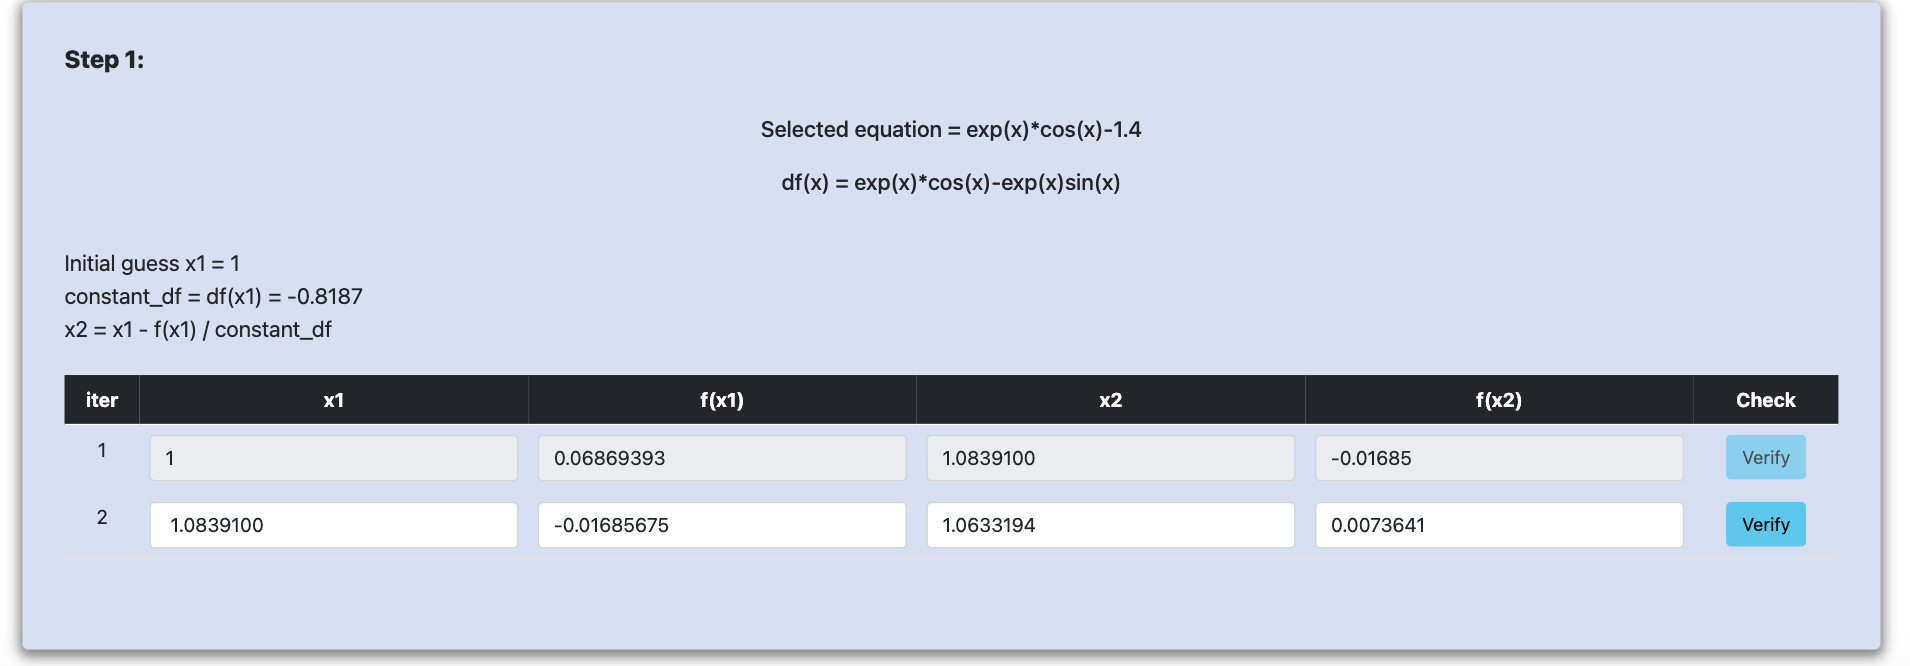 Step 1:
Selected equation = exp(x)*cos(x)-1.4
df(x) = exp(x)*cos(x)-exp(x)sin(x)
Initial guess x1 = 1
constant_df = df(x1) = -0.8187
x2 = x1 - f(x1) / constant_df
iter x1 f(x1) x2 f(x2) Check
1 1 0.06869393 1.0839100 -0.01685 Verify
2 1.0839100 -0.01685675 1.0633194 0.0073641 Verify